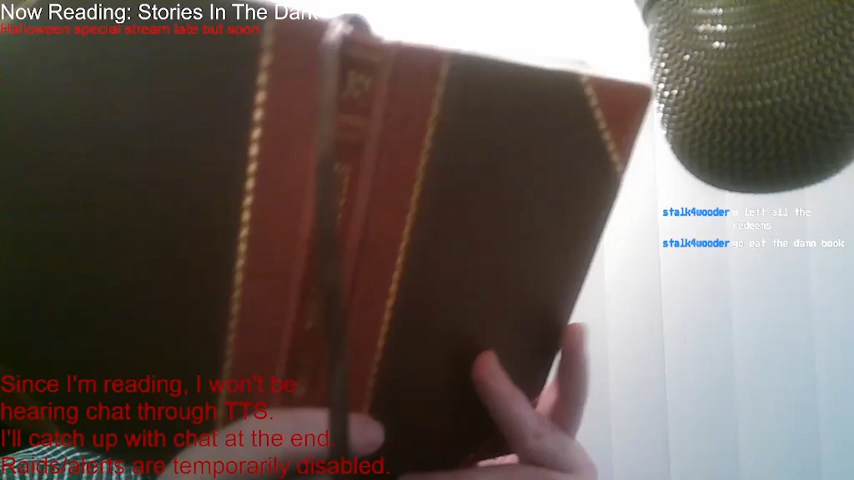 Now Reading: Stories In The Dark
Halloween special stream late but soon
stalk4wooder u left all the
redeems
stalk4wooder go eat the damn book
Since I'm reading, I won't be
hearing chat through TTS.
I'll catch up with chat at the end.
Raids/alerts are temporarily disabled.